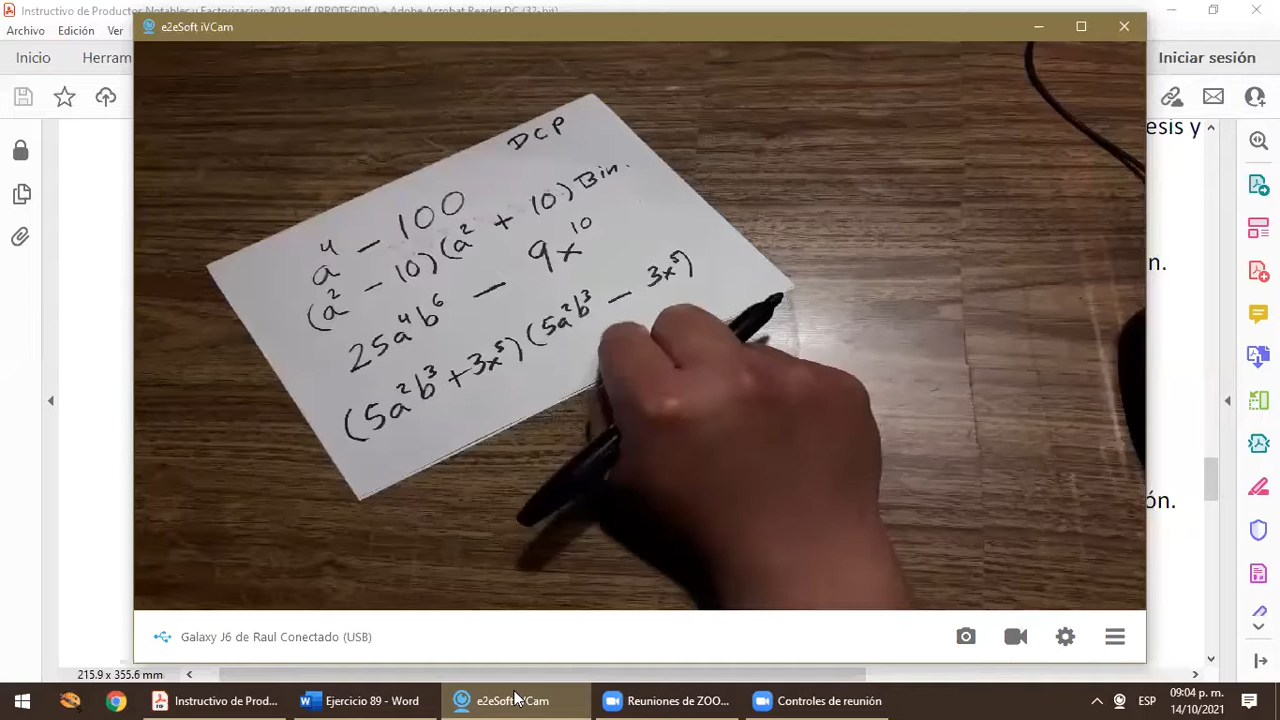 Instructivo de Productos Notables y Factorizacion 2021.pdf (PROTEGIDO) - Adobe Acrobat Reader DC (32-bit)
Archivo Edición Ver
Inicio Herram Iniciar sesión
e2eSoft iVCam
esis y
n.
ón.
DCP
a⁴ - 100
(a² - 10)(a² + 10) Bin.
25a⁴b⁶ - 9x¹⁰
(5a²b³ + 3x⁵)(5a²b³ - 3x⁵)
Galaxy J6 de Raul Conectado (USB)
215.9 x 355.6 mm
Instructivo de Prod... Ejercicio 89 - Word e2eSoft iVCam Reuniones de ZOO... Controles de reunión ESP 09:04 p. m.
14/10/2021